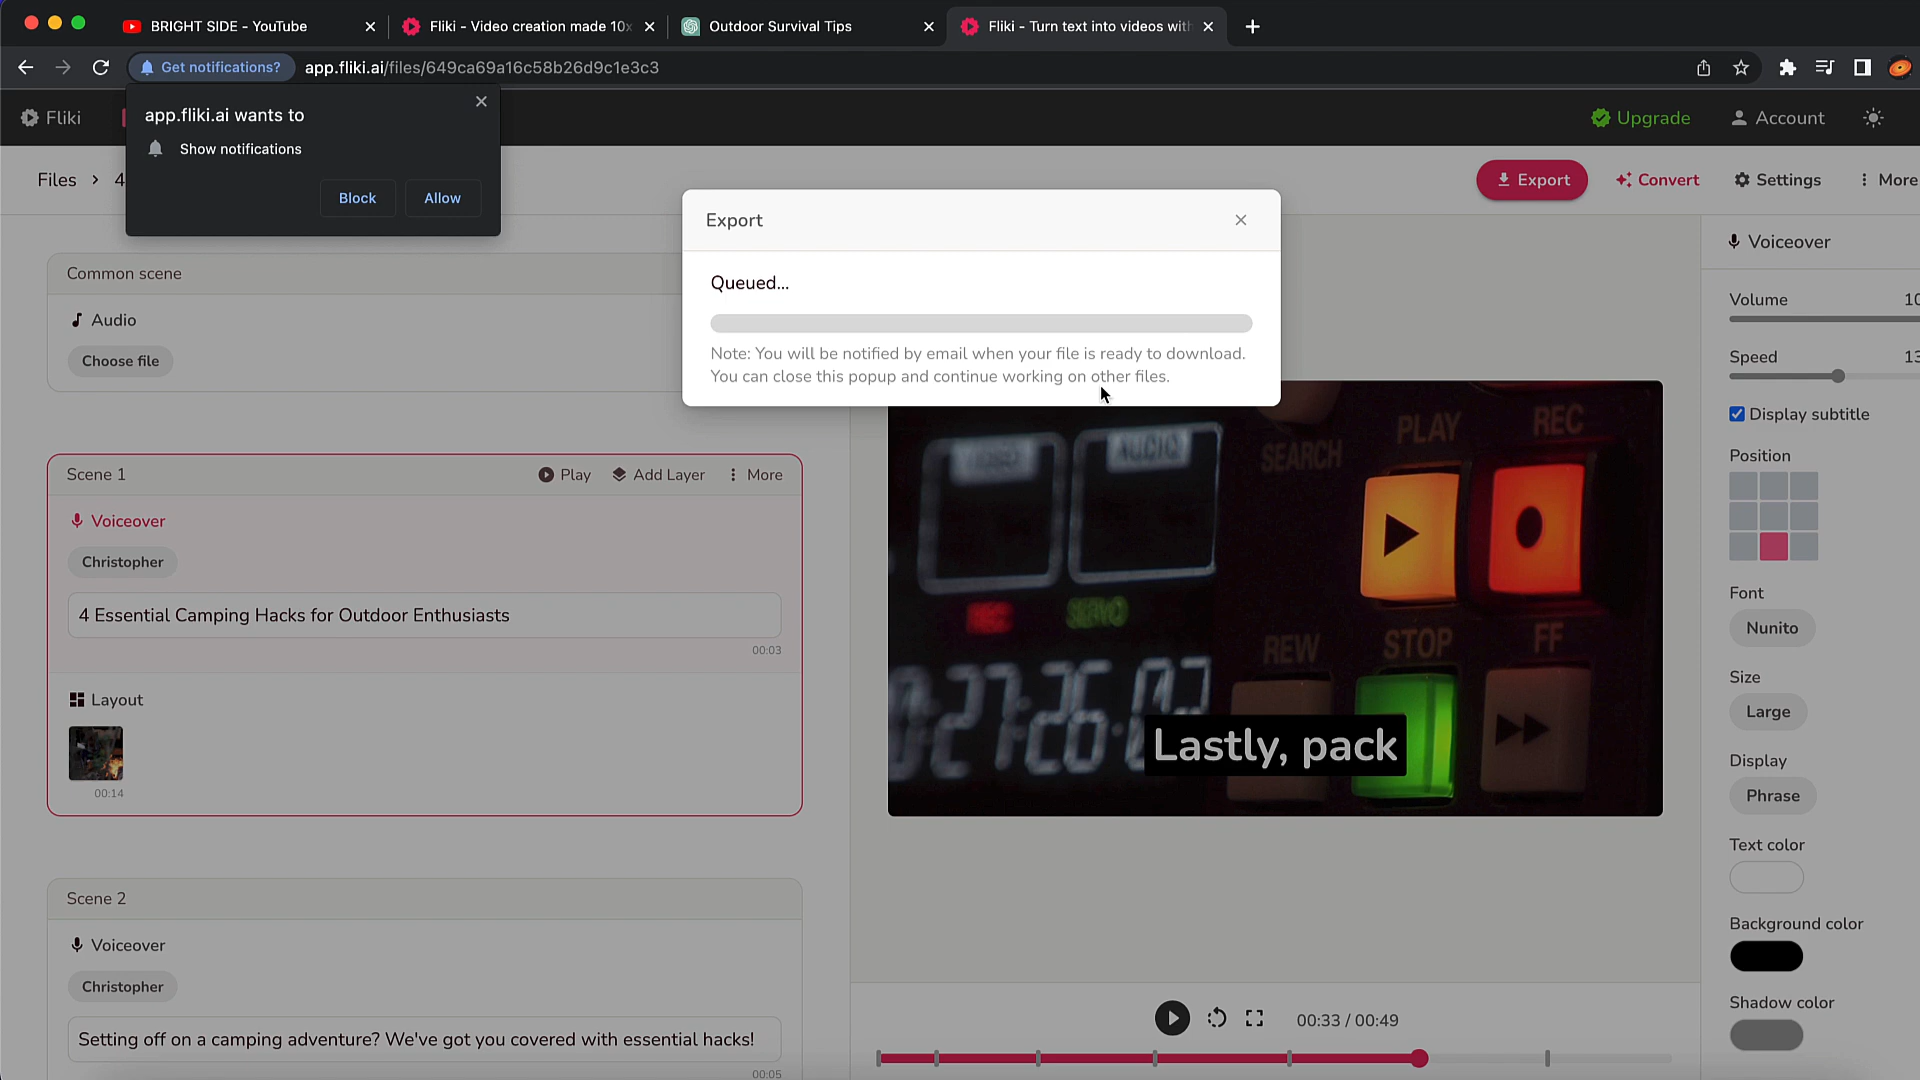 BRIGHT SIDE - YouTube
Fliki - Video creation made 10x
Outdoor Survival Tips
Fliki - Turn text into videos with
Get notifications?
app.fliki.ai/files/649ca69a16c58b26d9c1e3c3
app.fliki.ai wants to
Show notifications
Block
Allow
Fliki
Upgrade
Account
Files
4
Export
Convert
Settings
More
Export
Queued...
Note: You will be notified by email when your file is ready to download.
You can close this popup and continue working on other files.
Common scene
Audio
Choose file
Scene 1
Play
Add Layer
More
Voiceover
Christopher
4 Essential Camping Hacks for Outdoor Enthusiasts
00:03
Layout
00:14
Scene 2
Voiceover
Christopher
Setting off on a camping adventure? We've got you covered with essential hacks!
00:05
AUDIO
SEARCH
PLAY
REC
SERVO
REW
STOP
FF
Lastly, pack
00:33 / 00:49
Voiceover
Volume
10
Speed
13
Display subtitle
Position
Font
Nunito
Size
Large
Display
Phrase
Text color
Background color
Shadow color